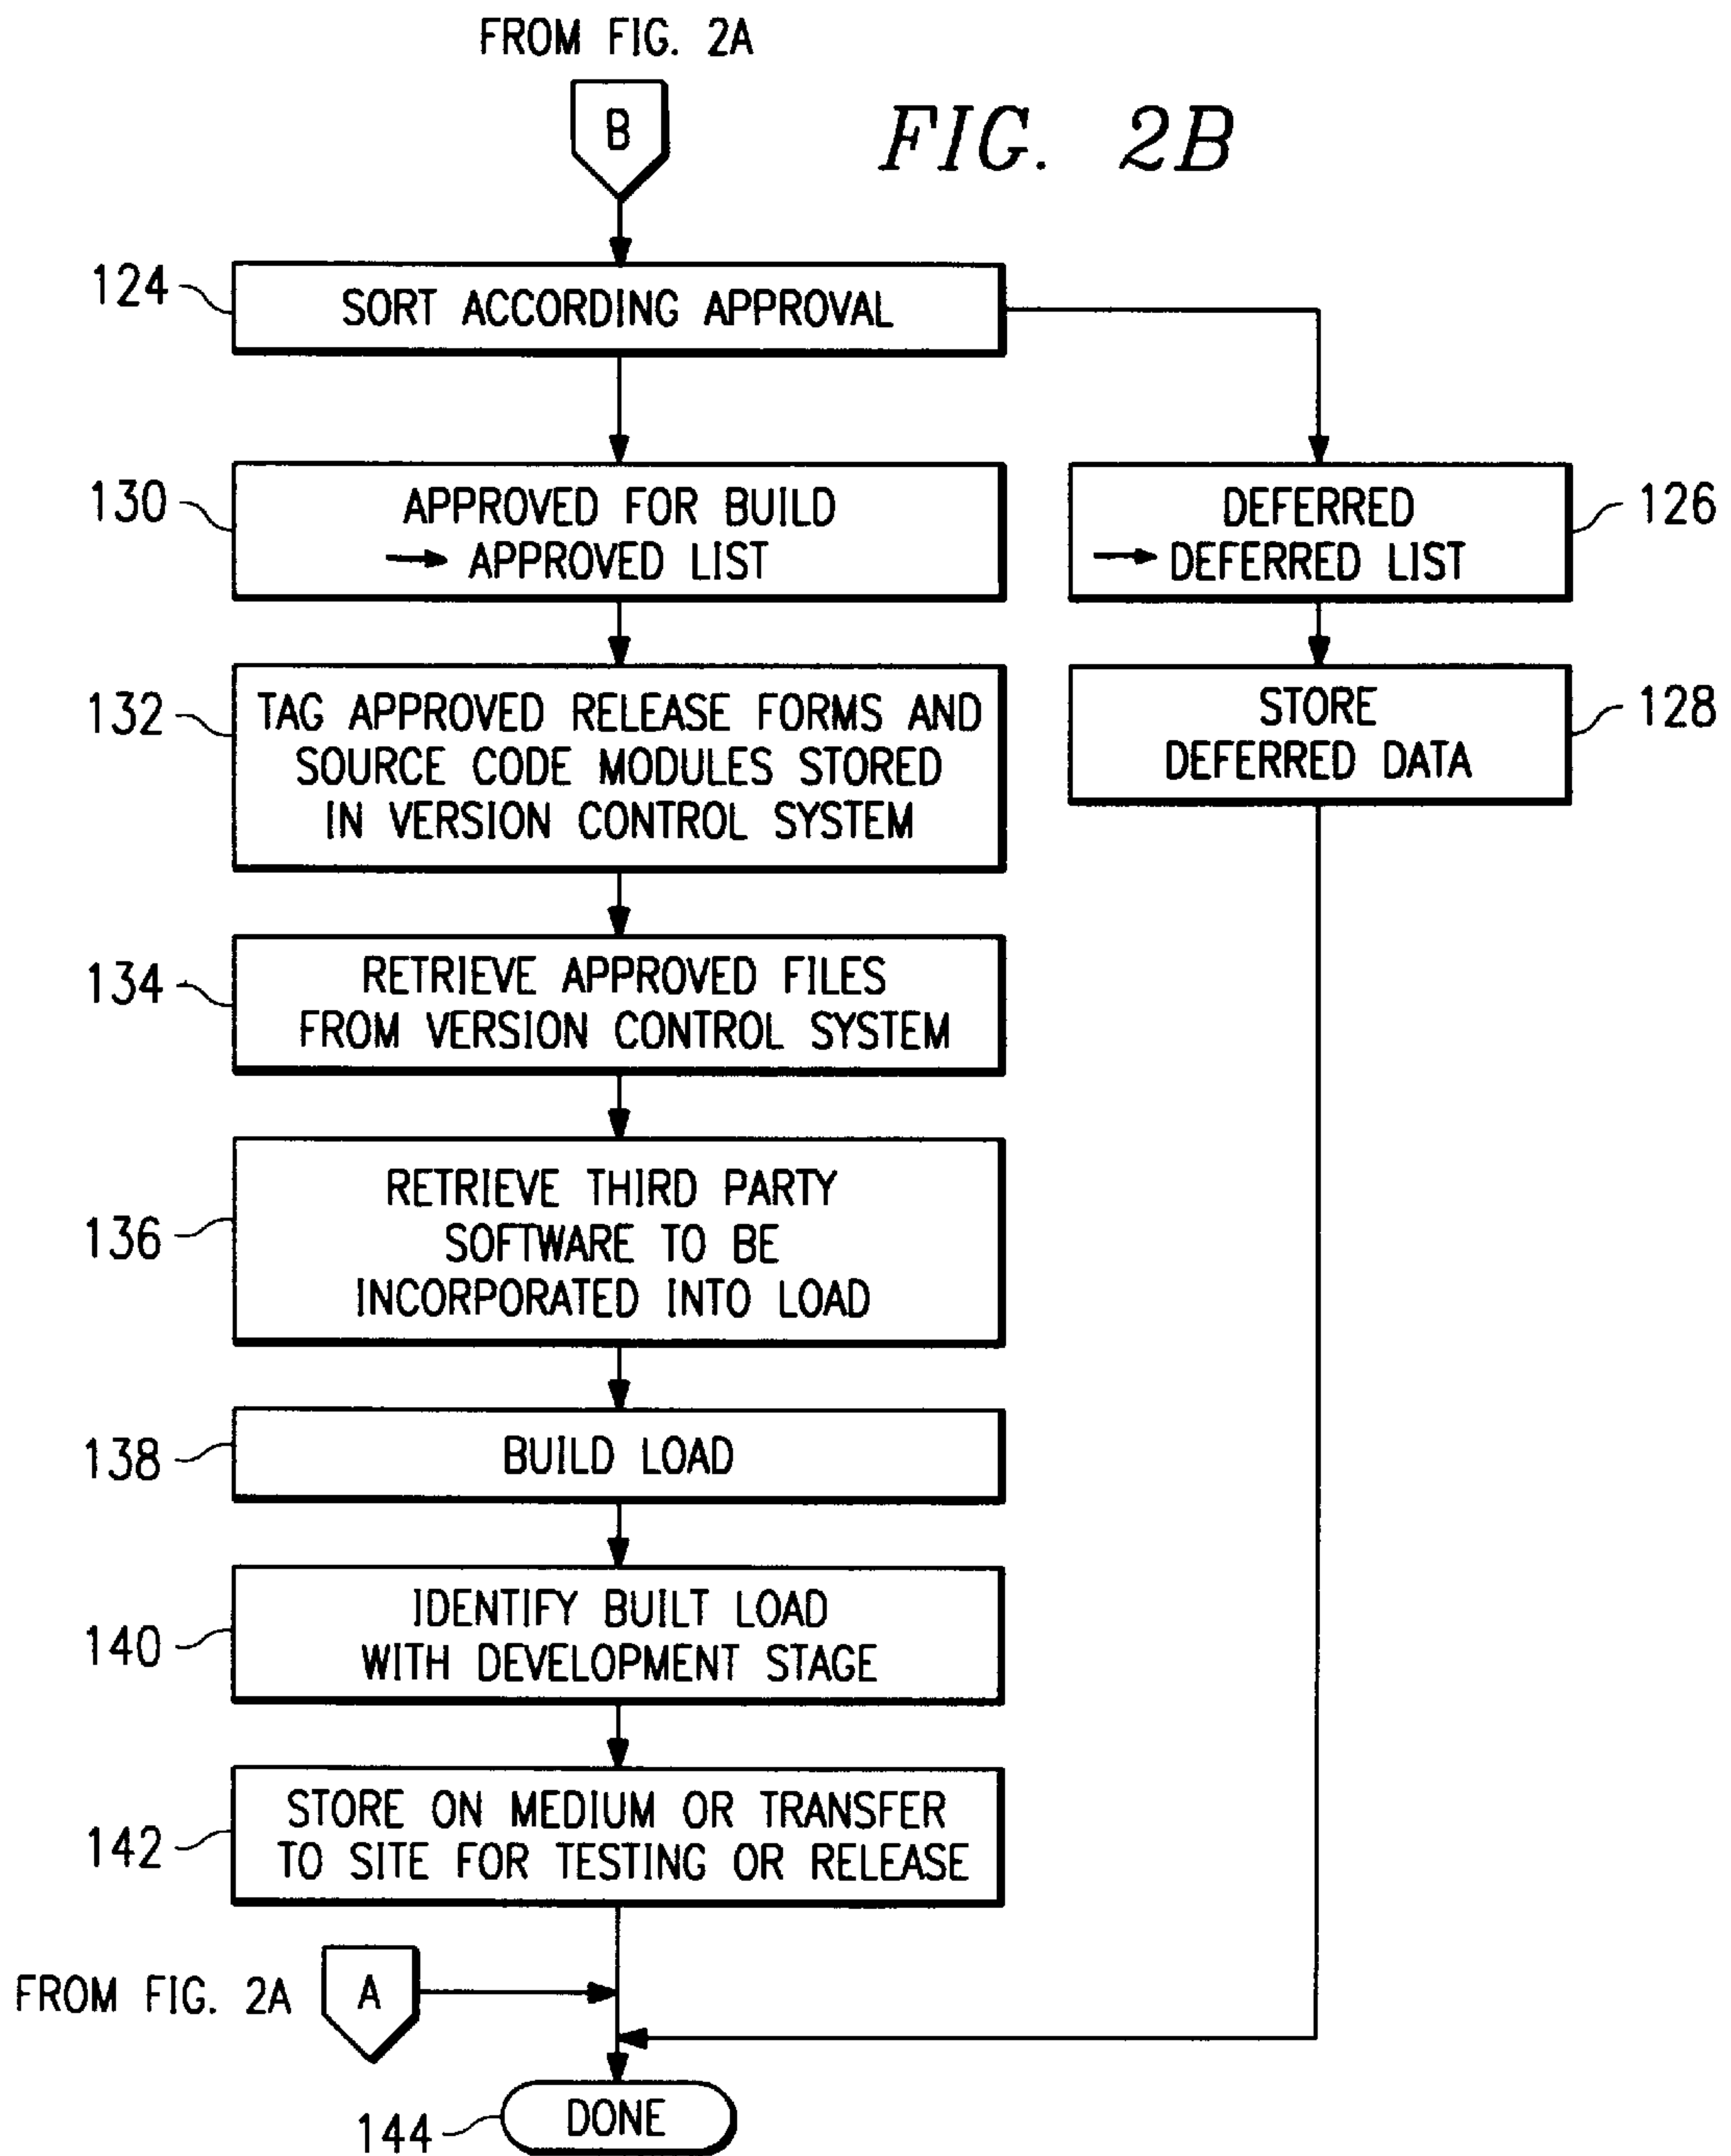 FROM FIG. 2A
B
FIG. 2B
124
SORT ACCORDING APPROVAL
130
APPROVED FOR BUILD
→ APPROVED LIST
DEFERRED
→ DEFERRED LIST
126
132
TAG APPROVED RELEASE FORMS AND
SOURCE CODE MODULES STORED
IN VERSION CONTROL SYSTEM
STORE
DEFERRED DATA
128
134
RETRIEVE APPROVED FILES
FROM VERSION CONTROL SYSTEM
136
RETRIEVE THIRD PARTY
SOFTWARE TO BE
INCORPORATED INTO LOAD
138
BUILD LOAD
140
IDENTIFY BUILT LOAD
WITH DEVELOPMENT STAGE
142
STORE ON MEDIUM OR TRANSFER
TO SITE FOR TESTING OR RELEASE
FROM FIG. 2A
A
144
DONE